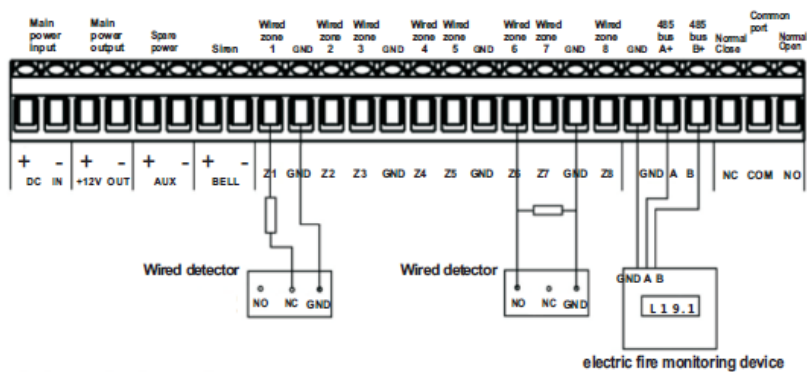 Main power input
Main power output
Spare power
Siren
Wired zone 1
GND
Wired zone 2
Wired zone 3
GND
Wired zone 4
Wired zone 5
GND
Wired zone 6
Wired zone 7
GND
Wired zone 8
GND
485 bus A+
485 bus B+
Normal Close
Common port
Normal Open
+ - + - + - + -
DC IN +12V OUT AUX BELL Z1 GND Z2 Z3 GND Z4 Z5 GND Z6 Z7 GND Z8 GND A B NC COM NO
Wired detector
NO NC GND
Wired detector
NO NC GND
GND A B
L19.1
electric fire monitoring device